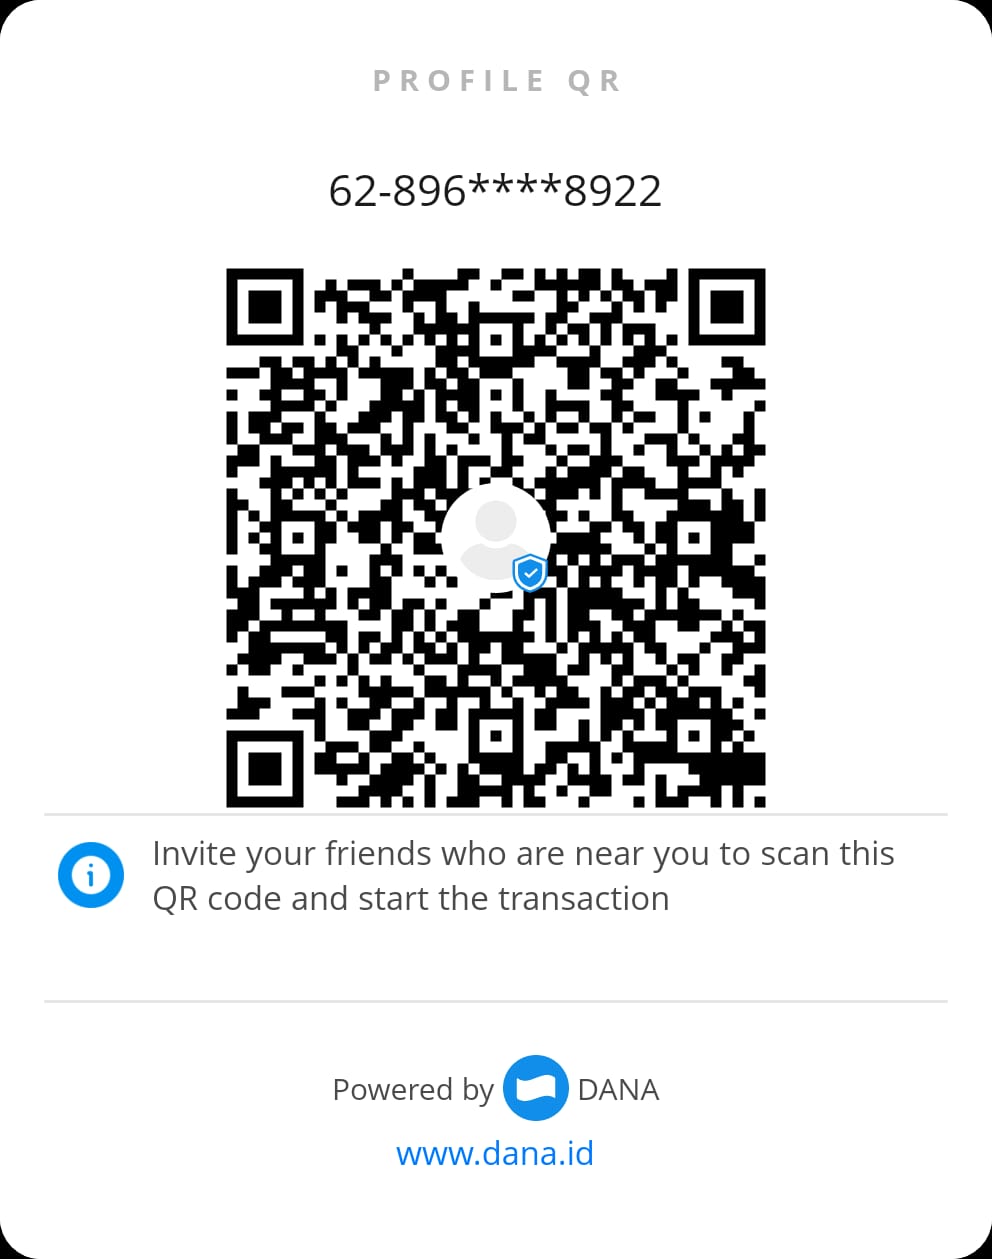 PROFILE QR
62-896****8922
Invite your friends who are near you to scan this
QR code and start the transaction
Powered by DANA
www.dana.id